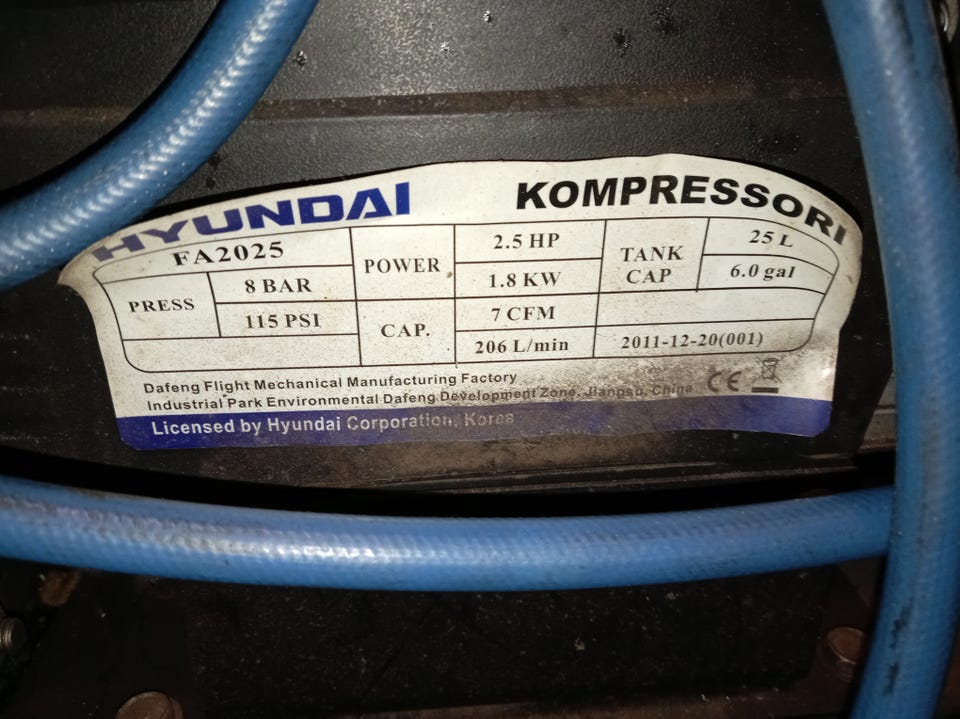 HYUNDAI KOMPRESSORI
FA2025
PRESS 8 BAR
115 PSI
POWER 2.5 HP
1.8 KW
CAP. 7 CFM
206 L/min
TANK CAP 25 L
6.0 gal
2011-12-20(001)
Dafeng Flight Mechanical Manufacturing Factory
Industrial Park Environmental Dafeng Development Zone, Jiangsu, China CE
Licensed by Hyundai Corporation, Korea